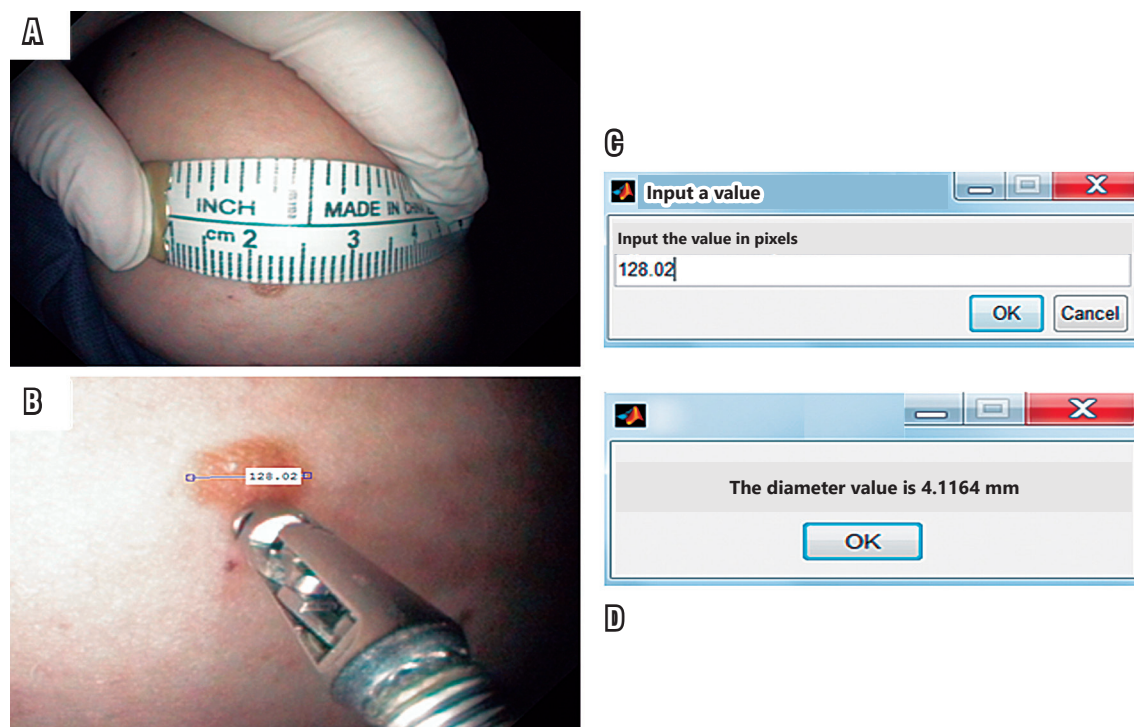 A
INCH
MADE IN
cm 2
3
4
B
128.02
C
Input a value
Input the value in pixels
128.02
OK
Cancel
The diameter value is 4.1164 mm
OK
D